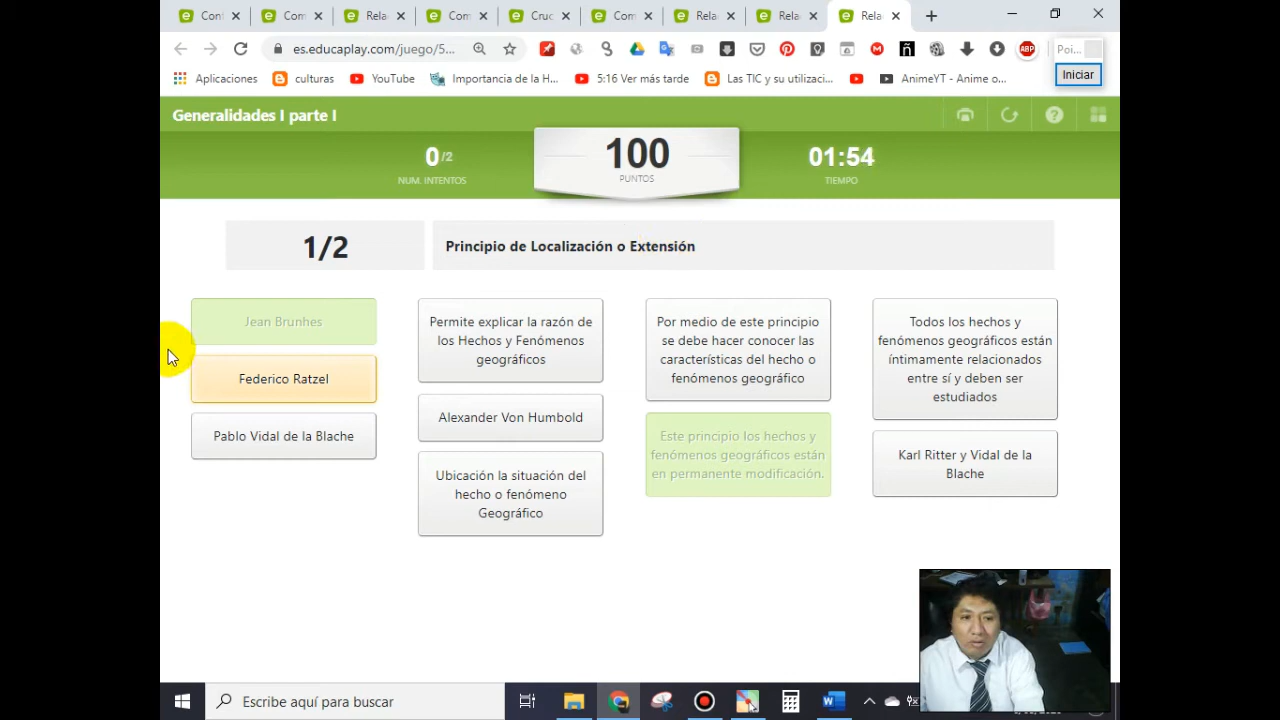 Conf
Com
Rela
Com
Cruc
Com
Rela
Rela
Rela
es.educaplay.com/juego/5...
ABP
Poi...
Aplicaciones
culturas
YouTube
Importancia de la H...
5:16 Ver más tarde
Las TIC y su utilizaci...
AnimeYT - Anime o...
Iniciar
Generalidades I parte I
0/2
NUM. INTENTOS
100
PUNTOS
01:54
TIEMPO
1/2
Principio de Localización o Extensión
Jean Brunhes
Federico Ratzel
Pablo Vidal de la Blache
Permite explicar la razón de
los Hechos y Fenómenos
geográficos
Alexander Von Humbold
Ubicación la situación del
hecho o fenómeno
Geográfico
Por medio de este principio
se debe hacer conocer las
características del hecho o
fenómenos geográfico
Este principio los hechos y
fenómenos geográficos están
en permanente modificación.
Todos los hechos y
fenómenos geográficos están
íntimamente relacionados
entre sí y deben ser
estudiados
Karl Ritter y Vidal de la
Blache
Escribe aquí para buscar